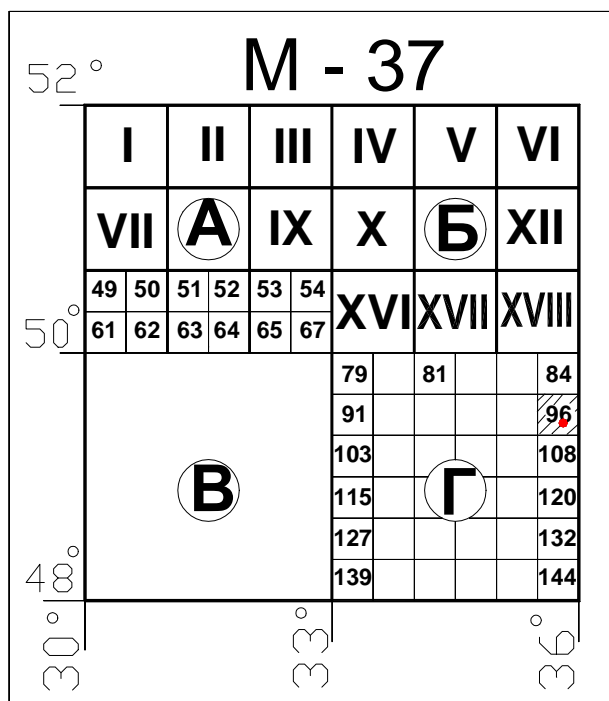 М - 37
52°
I II III IV V VI
VII А IX X Б XII
49 50 51 52 53 54
XVI XVII XVIII
61 62 63 64 65 67
50°
79 81 84
91 96
103 108
В Г
115 120
127 132
48°
139 144
30° 33° 36°